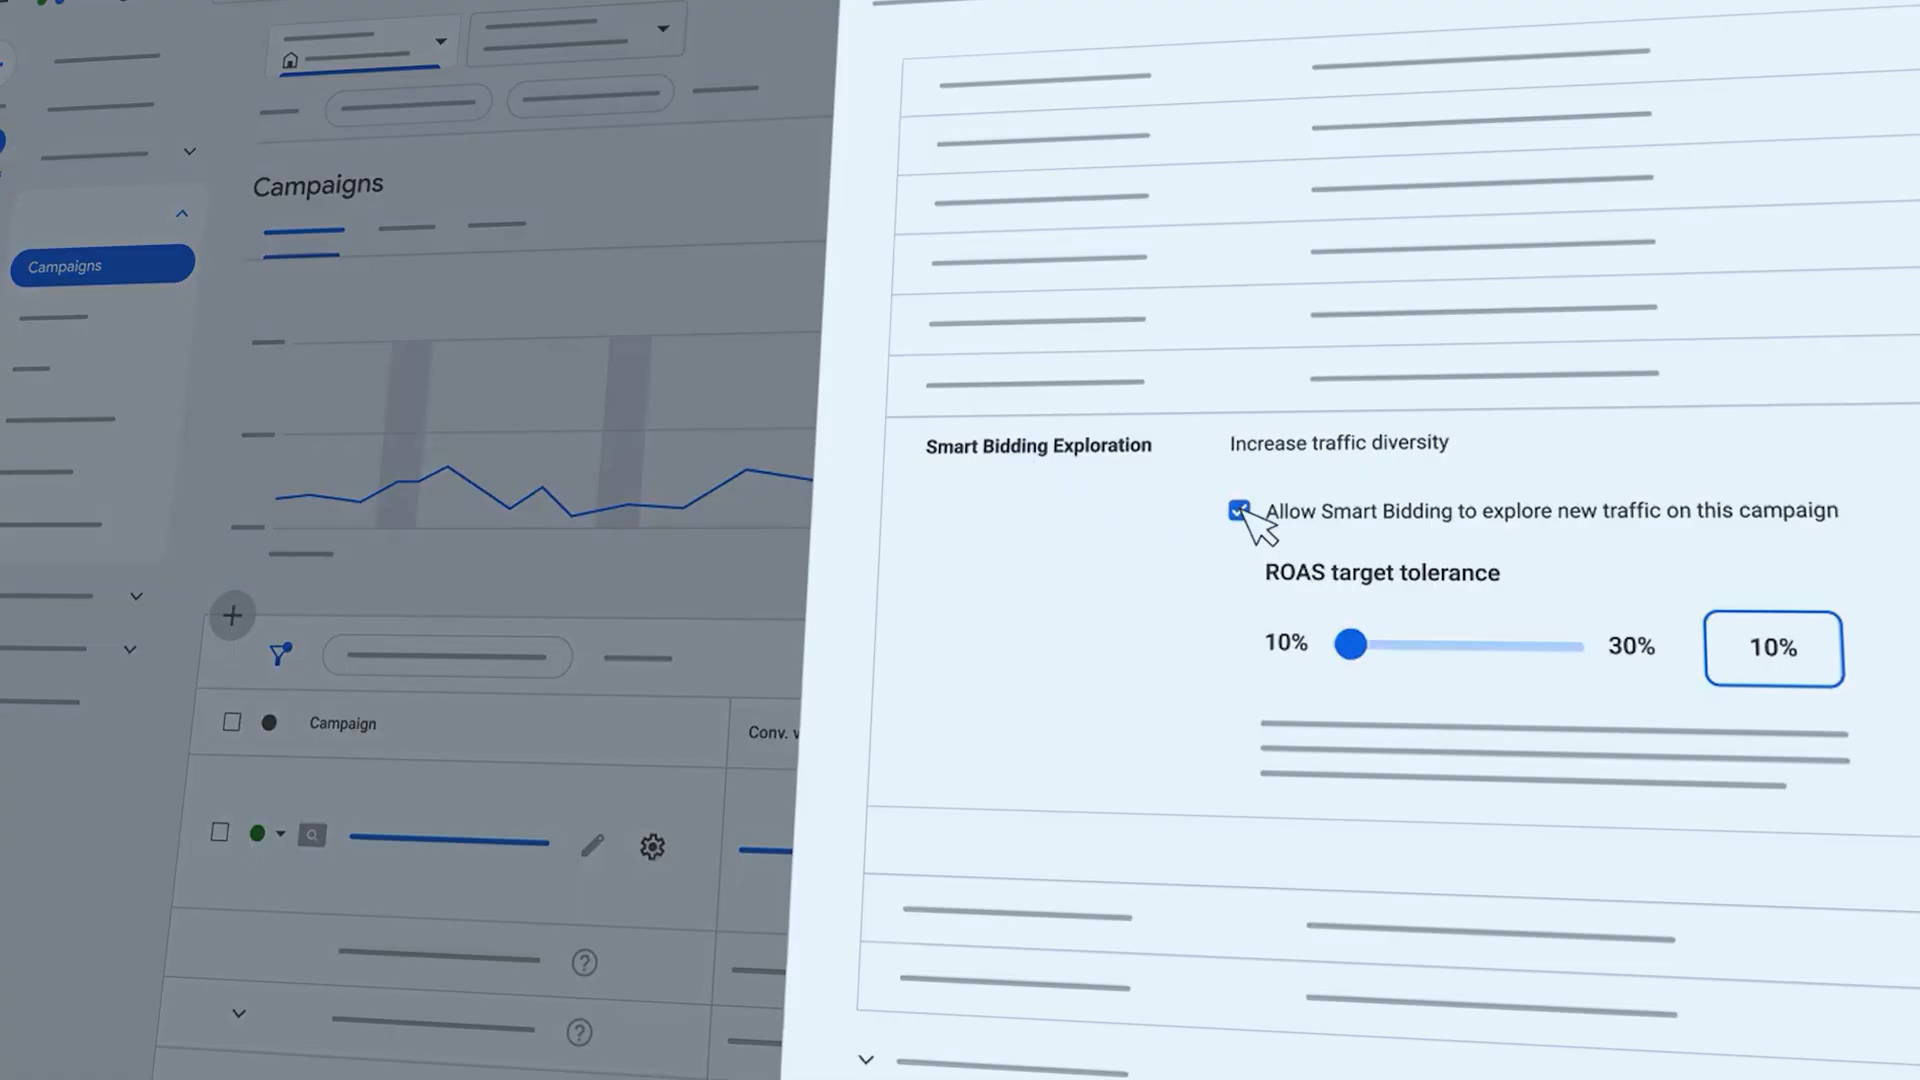 Campaigns
Campaigns
Campaign
Conv. v
Smart Bidding Exploration
Increase traffic diversity
Allow Smart Bidding to explore new traffic on this campaign
ROAS target tolerance
10%
30%
10%